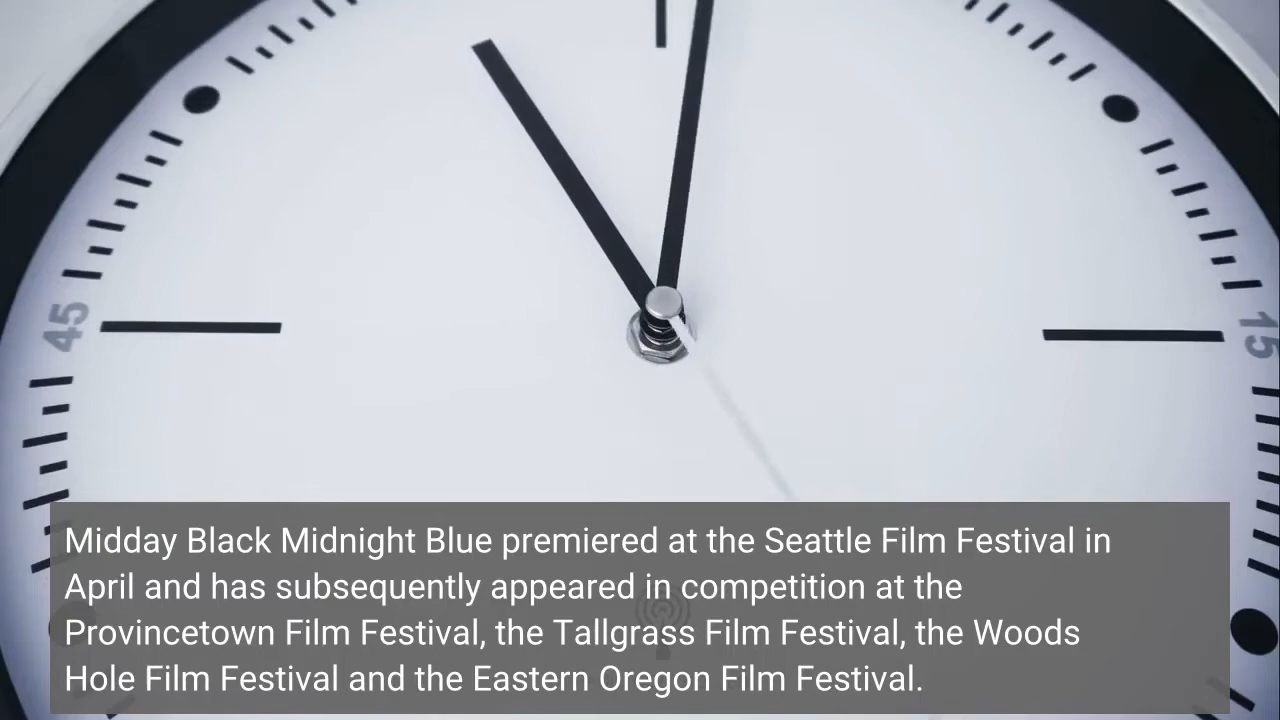 45
15
Midday Black Midnight Blue premiered at the Seattle Film Festival in
April and has subsequently appeared in competition at the
Provincetown Film Festival, the Tallgrass Film Festival, the Woods
Hole Film Festival and the Eastern Oregon Film Festival.